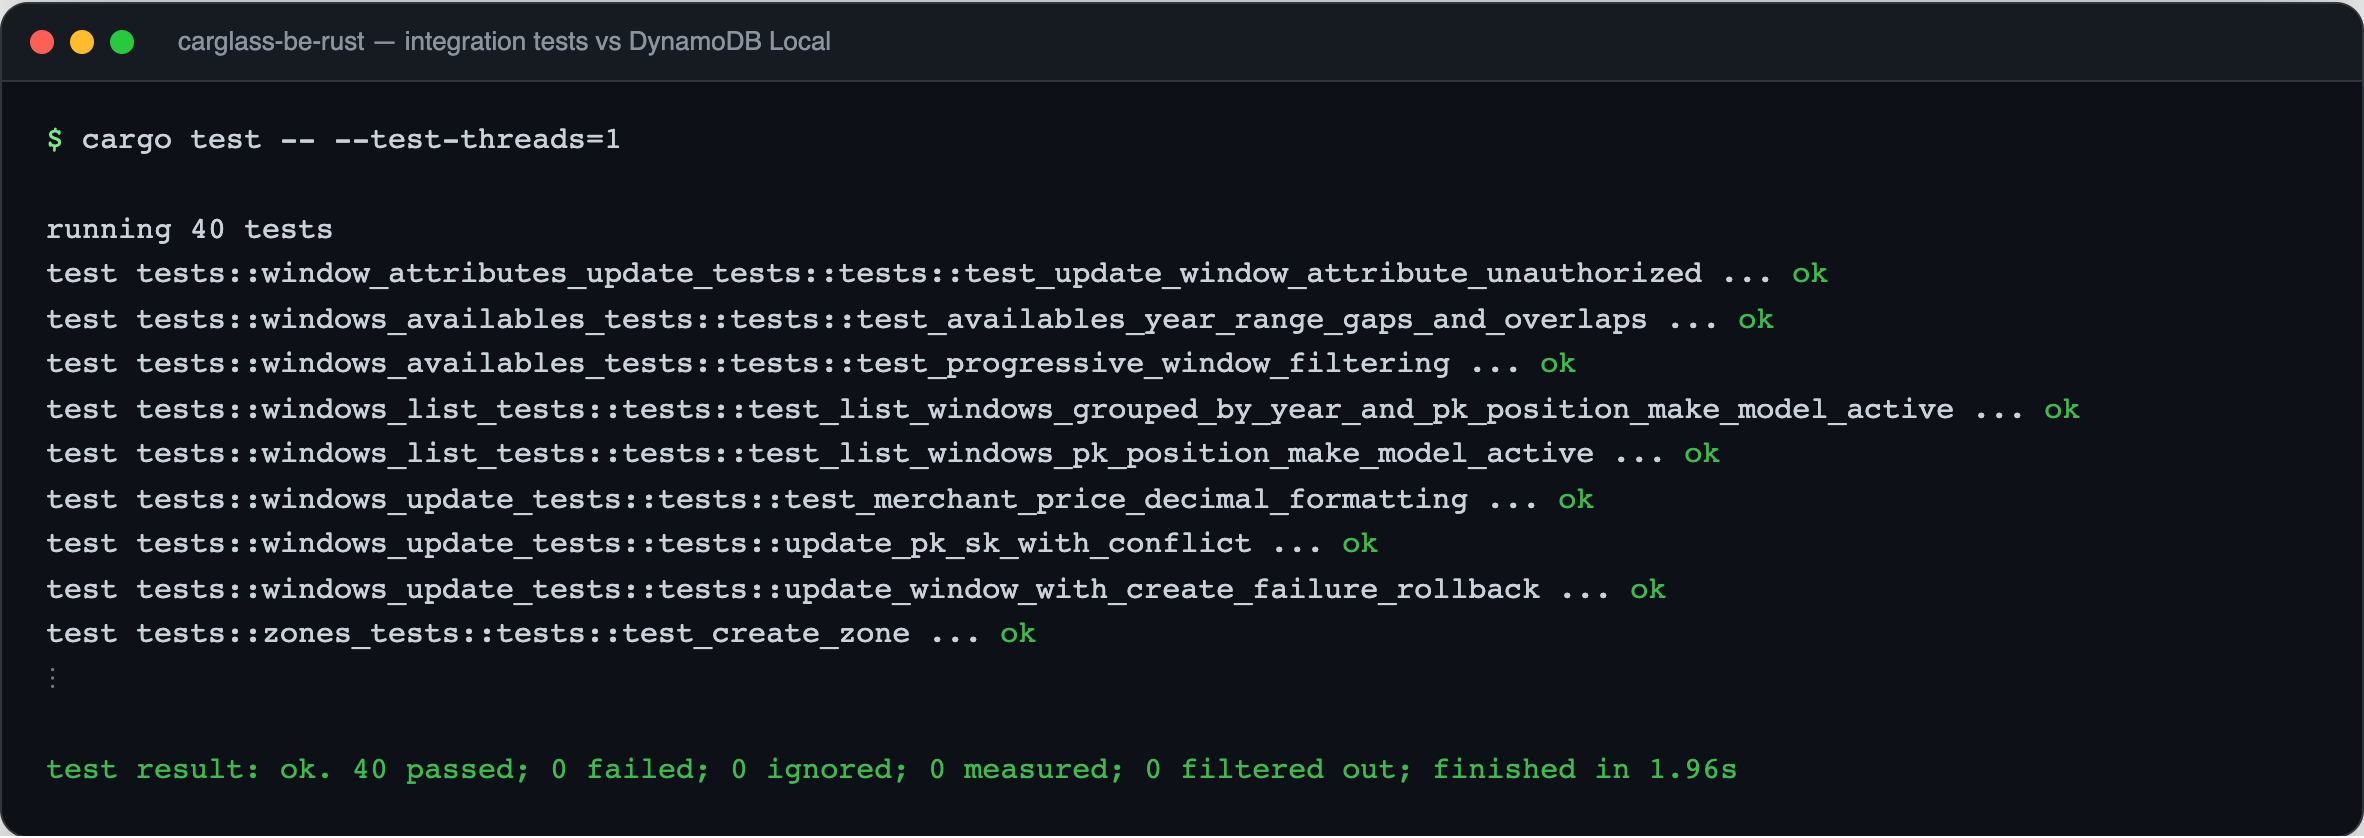 carglass-be-rust — integration tests vs DynamoDB Local
$ cargo test -- --test-threads=1
running 40 tests
test tests::window_attributes_update_tests::tests::test_update_window_attribute_unauthorized ... ok
test tests::windows_availables_tests::tests::test_availables_year_range_gaps_and_overlaps ... ok
test tests::windows_availables_tests::tests::test_progressive_window_filtering ... ok
test tests::windows_list_tests::tests::test_list_windows_grouped_by_year_and_pk_position_make_model_active ... ok
test tests::windows_list_tests::tests::test_list_windows_pk_position_make_model_active ... ok
test tests::windows_update_tests::tests::test_merchant_price_decimal_formatting ... ok
test tests::windows_update_tests::tests::update_pk_sk_with_conflict ... ok
test tests::windows_update_tests::tests::update_window_with_create_failure_rollback ... ok
test tests::zones_tests::tests::test_create_zone ... ok
⋮
test result: ok. 40 passed; 0 failed; 0 ignored; 0 measured; 0 filtered out; finished in 1.96s